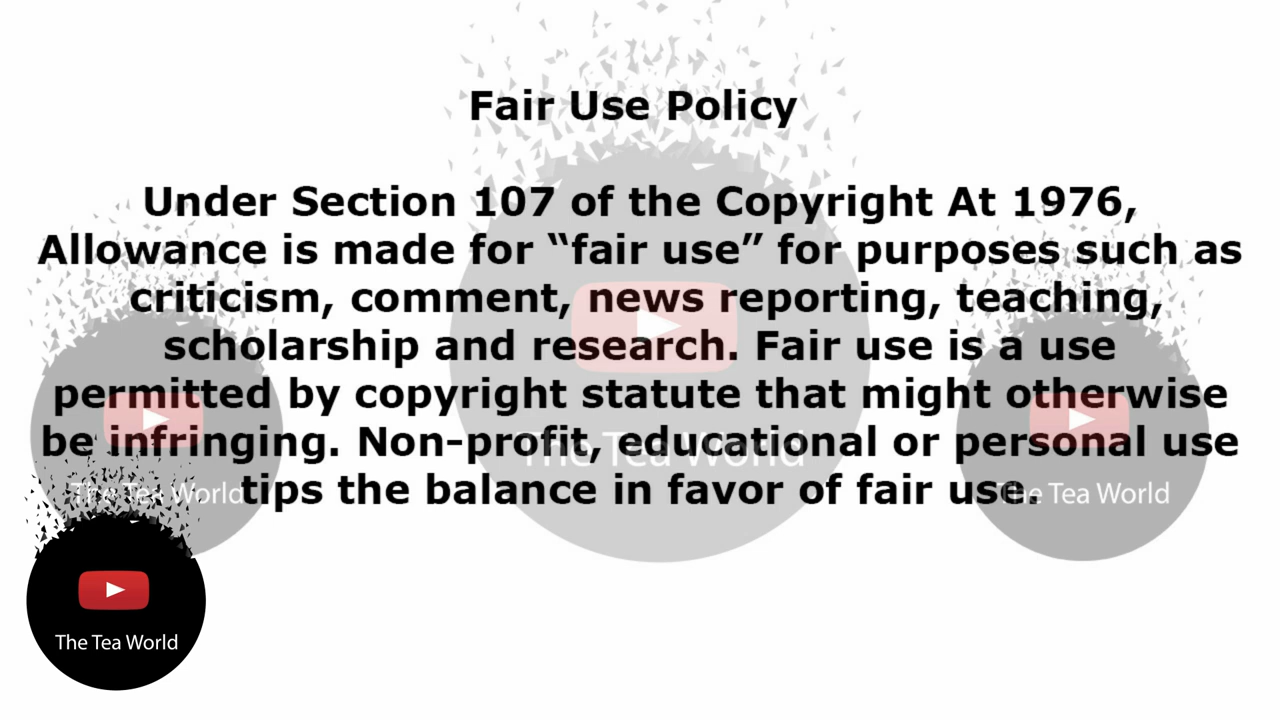 Fair Use Policy
Under Section 107 of the Copyright At 1976,
Allowance is made for “fair use” for purposes such as
criticism, comment, news reporting, teaching,
scholarship and research. Fair use is a use
permitted by copyright statute that might otherwise
be infringing. Non-profit, educational or personal use
tips the balance in favor of fair use.
The Tea World
The Tea World
The Tea World
The Tea World